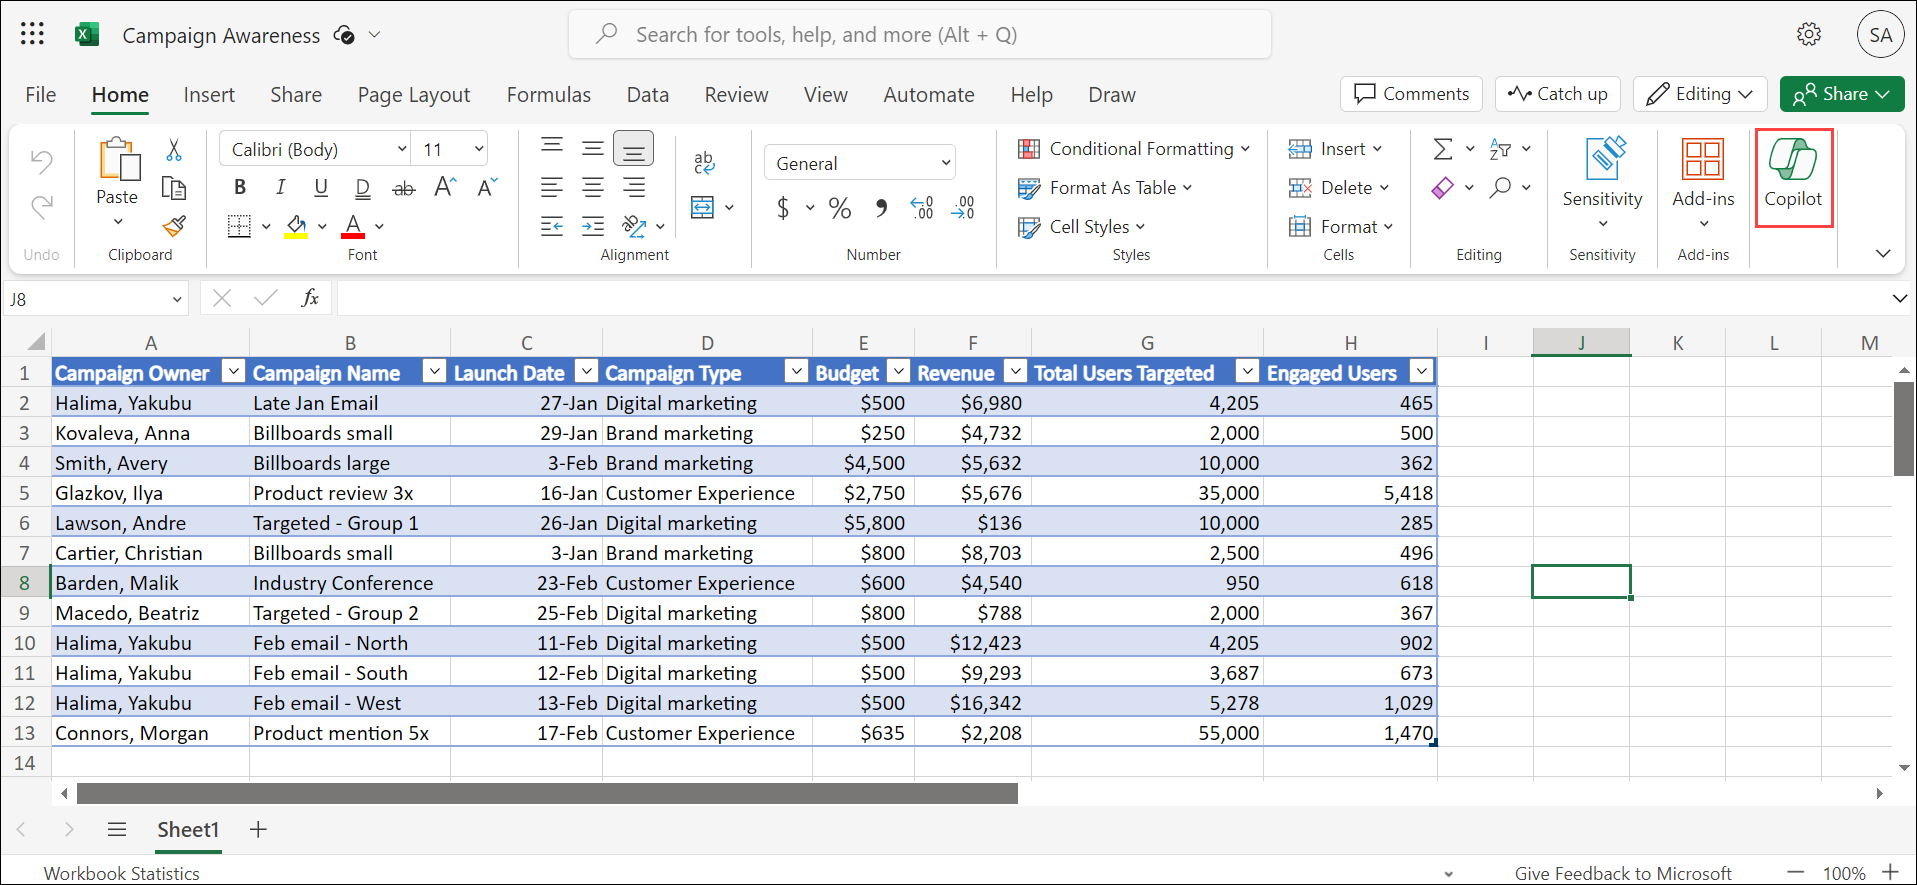 Campaign Awareness
Search for tools, help, and more (Alt + Q)
SA
File Home Insert Share Page Layout Formulas Data Review View Automate Help Draw
Comments Catch up Editing Share
Undo
Paste
Clipboard
Calibri (Body) 11
B I U D ab A A
A
Font
ab
Alignment
General
$ % 9 .00 .00
Number
Conditional Formatting
Format As Table
Cell Styles
Styles
Insert
Delete
Format
Cells
Editing
Sensitivity
Sensitivity
Add-ins
Add-ins
Copilot
J8 fx
A B C D E F G H I J K L M
1 Campaign Owner Campaign Name Launch Date Campaign Type Budget Revenue Total Users Targeted Engaged Users
2 Halima, Yakubu Late Jan Email 27-Jan Digital marketing $500 $6,980 4,205 465
3 Kovaleva, Anna Billboards small 29-Jan Brand marketing $250 $4,732 2,000 500
4 Smith, Avery Billboards large 3-Feb Brand marketing $4,500 $5,632 10,000 362
5 Glazkov, Ilya Product review 3x 16-Jan Customer Experience $2,750 $5,676 35,000 5,418
6 Lawson, Andre Targeted - Group 1 26-Jan Digital marketing $5,800 $136 10,000 285
7 Cartier, Christian Billboards small 3-Jan Brand marketing $800 $8,703 2,500 496
8 Barden, Malik Industry Conference 23-Feb Customer Experience $600 $4,540 950 618
9 Macedo, Beatriz Targeted - Group 2 25-Feb Digital marketing $800 $788 2,000 367
10 Halima, Yakubu Feb email - North 11-Feb Digital marketing $500 $12,423 4,205 902
11 Halima, Yakubu Feb email - South 12-Feb Digital marketing $500 $9,293 3,687 673
12 Halima, Yakubu Feb email - West 13-Feb Digital marketing $500 $16,342 5,278 1,029
13 Connors, Morgan Product mention 5x 17-Feb Customer Experience $635 $2,208 55,000 1,470
14
Sheet1
Workbook Statistics Give Feedback to Microsoft 100%